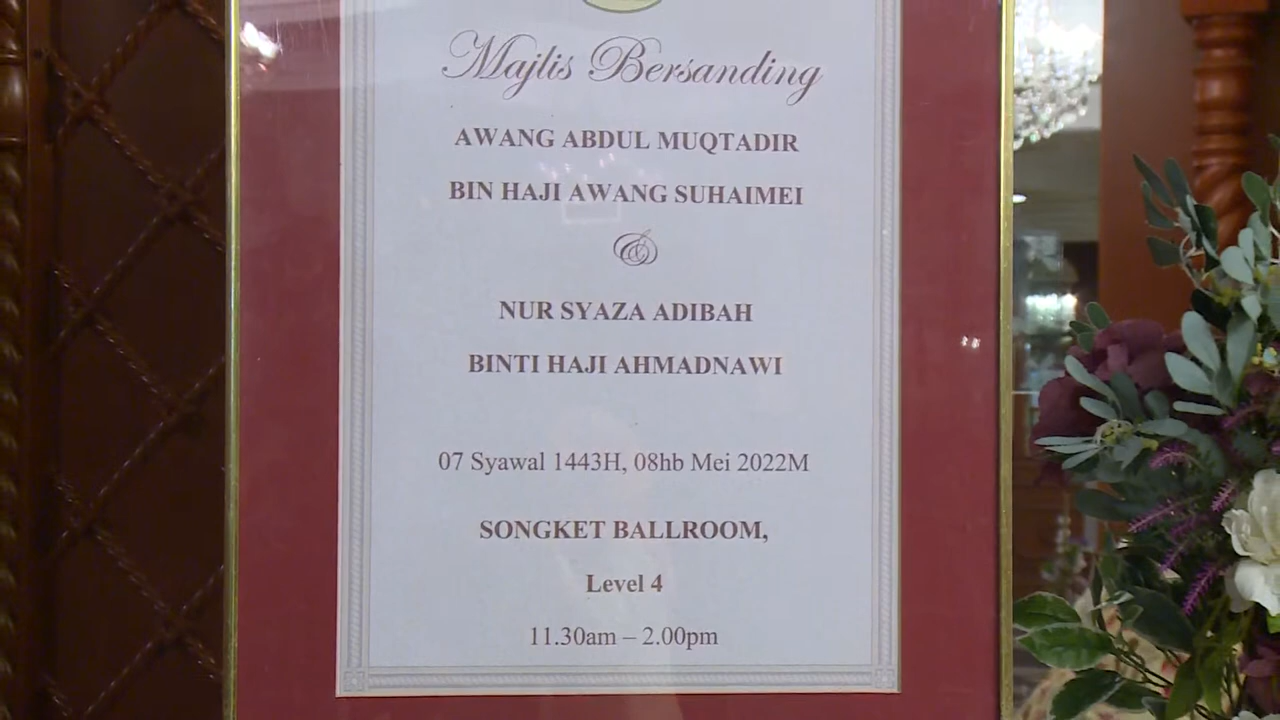 Majlis Bersanding
AWANG ABDUL MUQTADIR
BIN HAJI AWANG SUHAIMEI
&
NUR SYAZA ADIBAH
BINTI HAJI AHMADNAWI
07 Syawal 1443H, 08hb Mei 2022M
SONGKET BALLROOM,
Level 4
11.30am – 2.00pm